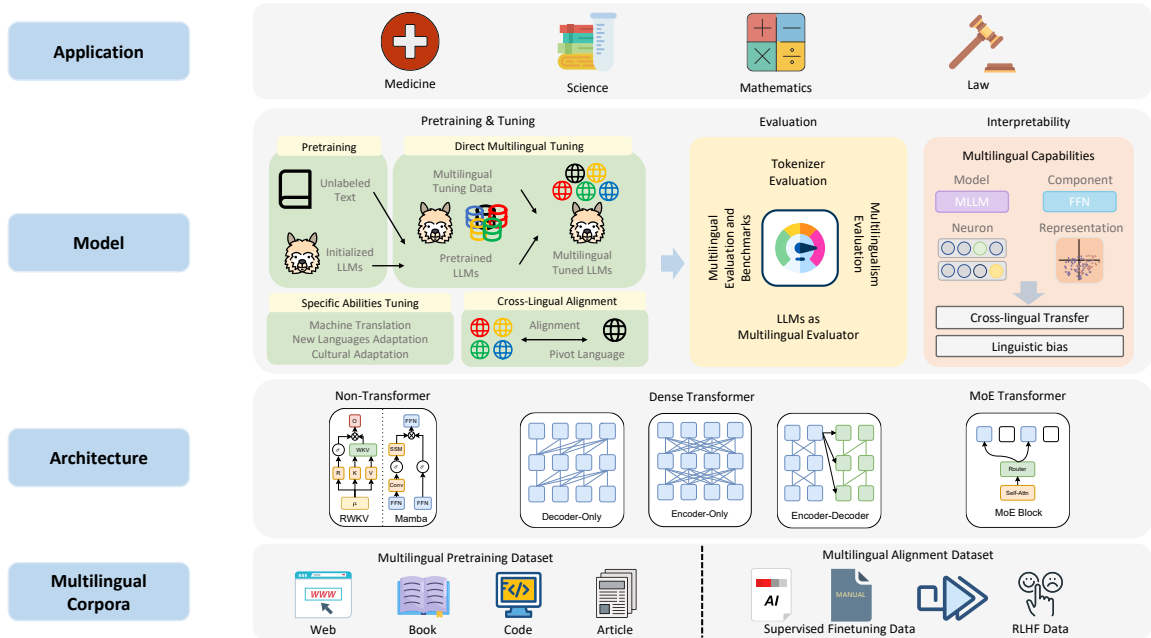 Application
Medicine
Science
Mathematics
Law
Model
Pretraining & Tuning
Pretraining
Unlabeled
Text
Initialized
LLMs
Direct Multilingual Tuning
Multilingual
Tuning Data
Pretrained LLMs
Multilingual
Tuned LLMs
Specific Abilities Tuning
Machine Translation
New Languages Adaptation
Cultural Adaptation
Cross-Lingual Alignment
Alignment
Pivot Language
Evaluation
Tokenizer
Evaluation
Multilingual
Evaluation and
Benchmarks
Multilingualism
Evaluation
LLMs as
Multilingual Evaluator
Interpretability
Multilingual Capabilities
Model
MLLM
Component
FFN
Neuron
Representation
Cross-lingual Transfer
Linguistic bias
Architecture
Non-Transformer
O
σ
WKV
R
K
V
μ
RWKV
FFN
SSM
σ
σ
Conv
FFN
FFN
Mamba
Dense Transformer
Decoder-Only
Encoder-Only
Encoder-Decoder
MoE Transformer
Router
Self-Attn
MoE Block
Multilingual
Corpora
Multilingual Pretraining Dataset
WWW
Web
Book
</>
Code
Article
Multilingual Alignment Dataset
AI
MANUAL
Supervised Finetuning Data
RLHF Data